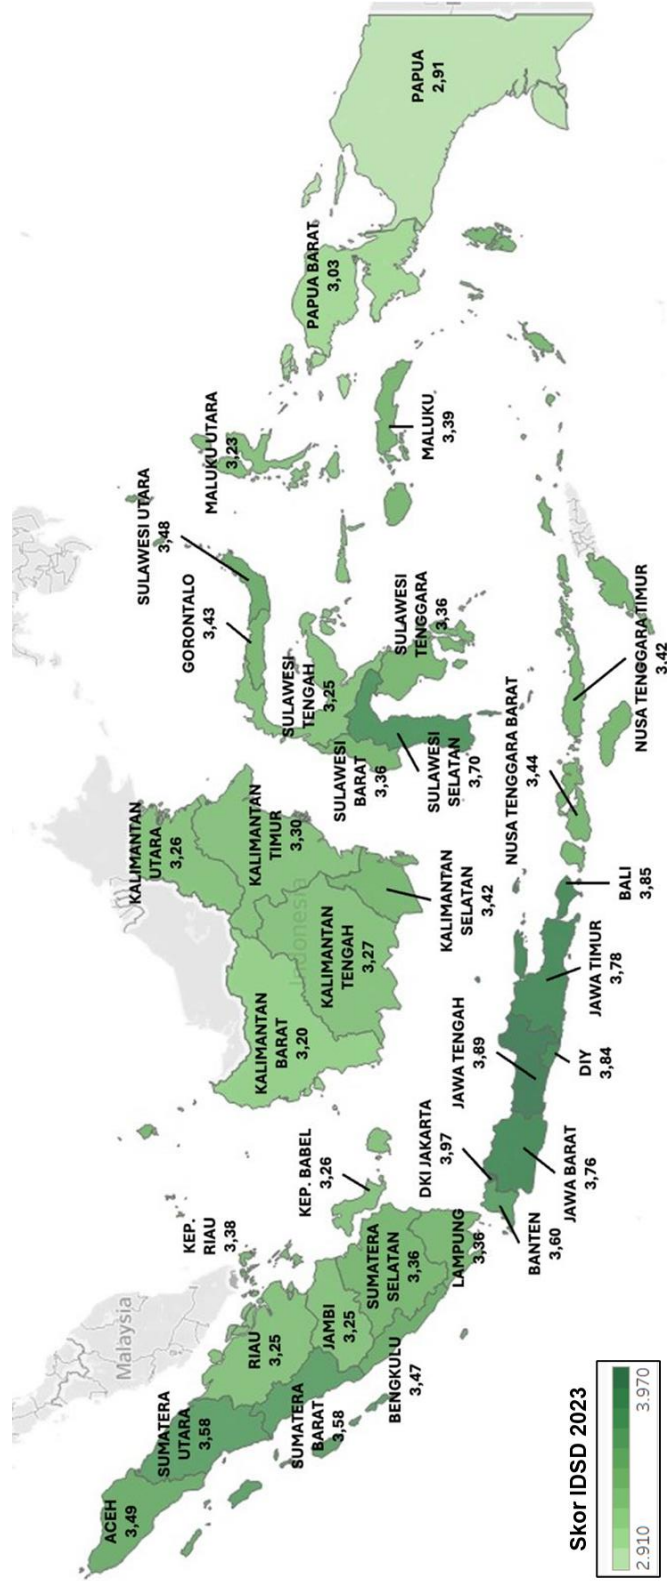 Malaysia
Indonesia
ACEH
3,49
SUMATERA
UTARA
3,58
SUMATERA
BARAT
3,58
RIAU
3,25
KEP.
RIAU
3,38
JAMBI
3,25
BENGKULU
3,47
SUMATERA
SELATAN
3,36
KEP. BABEL
3,26
LAMPUNG
3,36
BANTEN
3,60
DKI JAKARTA
3,97
JAWA BARAT
3,76
JAWA TENGAH
3,89
DIY
3,84
JAWA TIMUR
3,78
BALI
3,85
KALIMANTAN
BARAT
3,20
KALIMANTAN
TENGAH
3,27
KALIMANTAN
SELATAN
3,42
KALIMANTAN
TIMUR
3,30
KALIMANTAN
UTARA
3,26
NUSA TENGGARA BARAT
3,44
NUSA TENGGARA TIMUR
3,42
SULAWESI
BARAT
3,36
SULAWESI
SELATAN
3,70
SULAWESI
TENGAH
3,25
SULAWESI
TENGGARA
3,36
GORONTALO
3,43
SULAWESI UTARA
3,48
MALUKU UTARA
3,23
MALUKU
3,39
PAPUA BARAT
3,03
PAPUA
2,91
Skor IDSD 2023
2.910
3.970